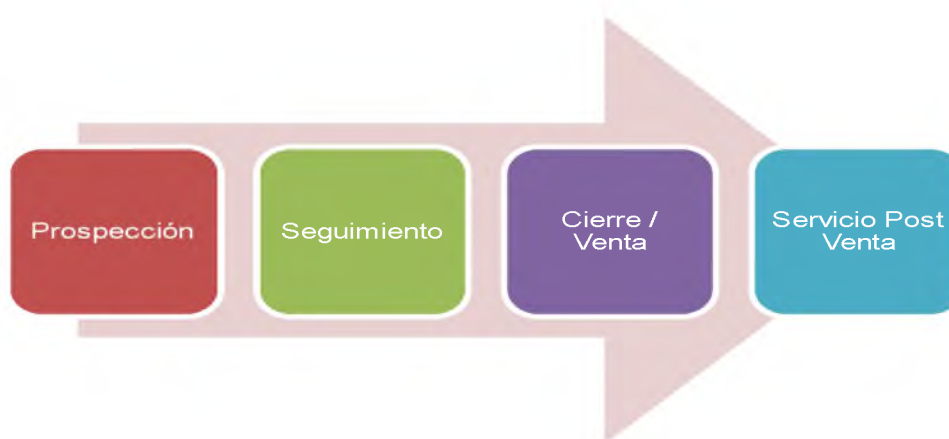 Prospección
Seguimiento
Cierre /
Venta
Servicio Post
Venta